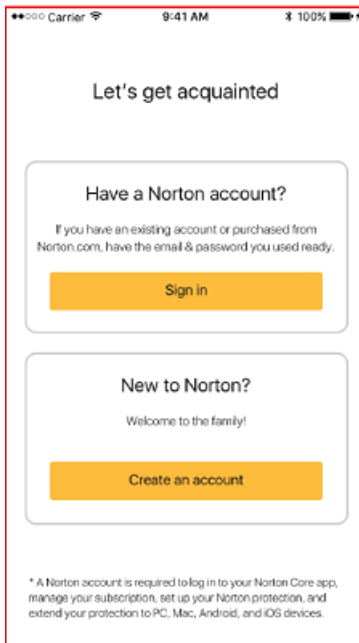 Carrier 9:41 AM 100%
Let's get acquainted
Have a Norton account?
If you have an existing account or purchased from
Norton.com, have the email & password you used ready.
Sign in
New to Norton?
Welcome to the family!
Create an account
* A Norton account is required to log in to your Norton Core app,
manage your subscription, set up your Norton protection, and
extend your protection to PC, Mac, Android, and iOS devices.